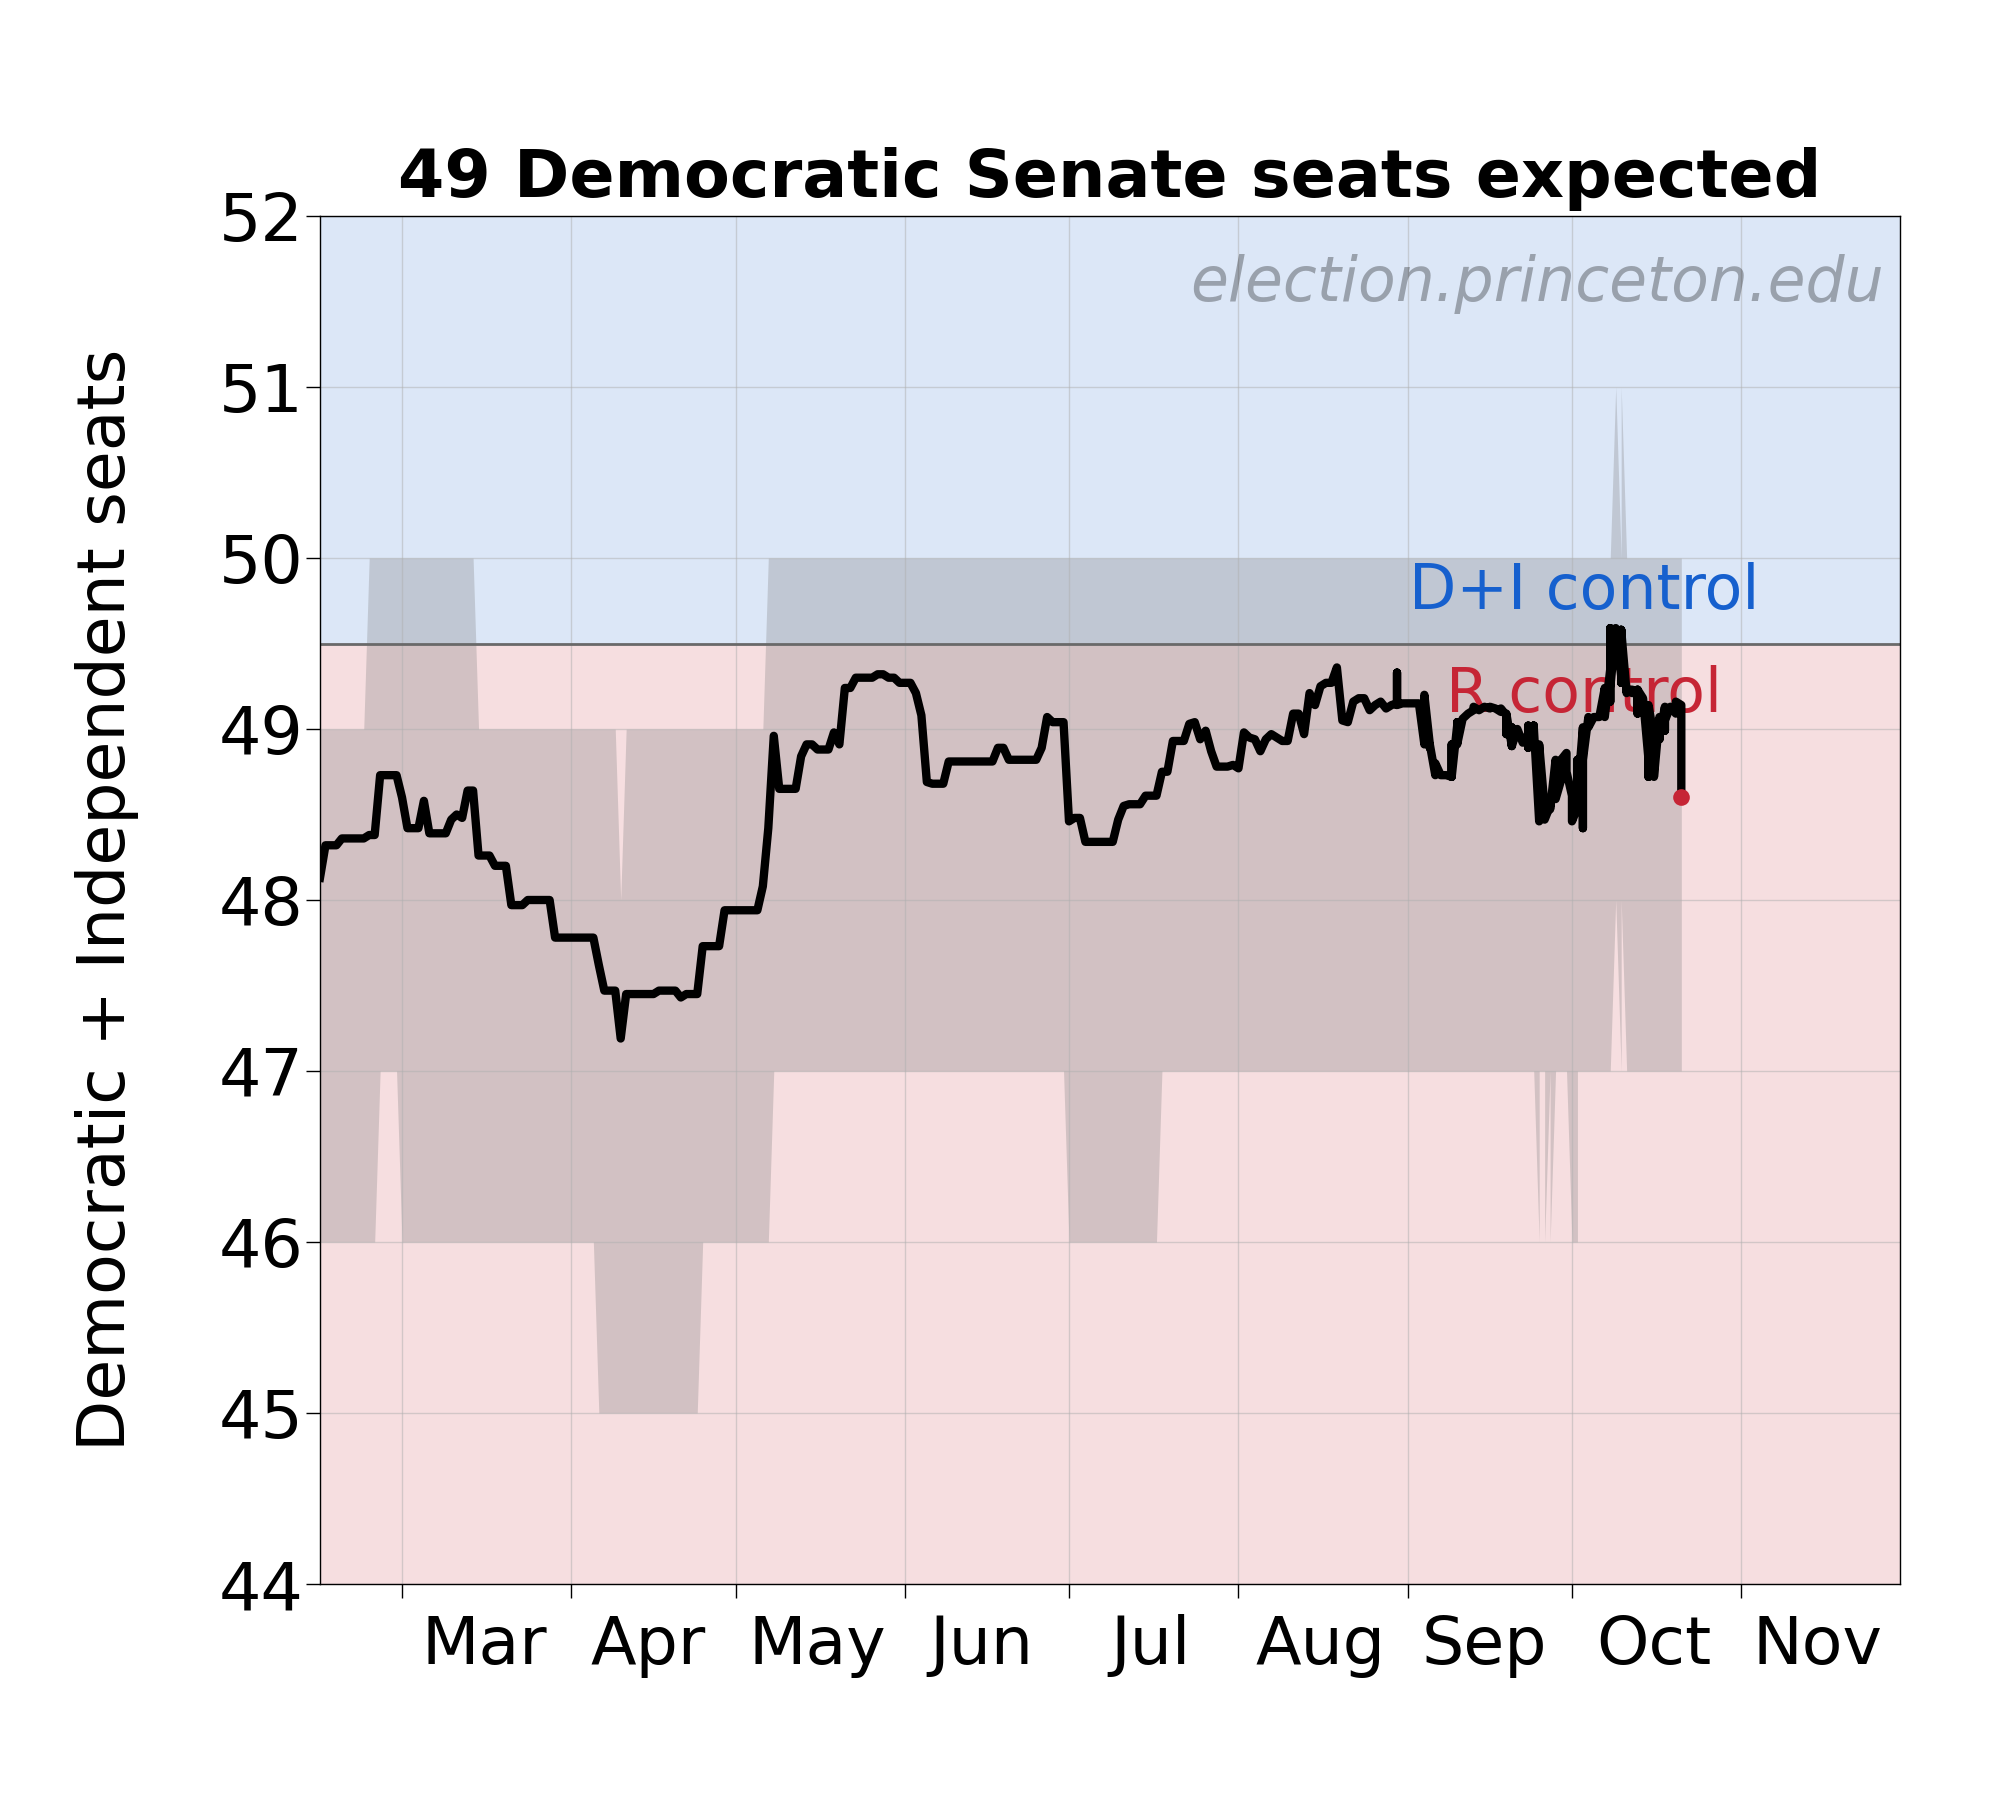 49 Democratic Senate seats expected
election.princeton.edu
Democratic + Independent seats
52
51
50
49
48
47
46
45
44
D+I control
R control
Mar Apr May Jun Jul Aug Sep Oct Nov